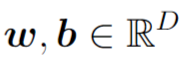 w, b ∈ ℝ^D